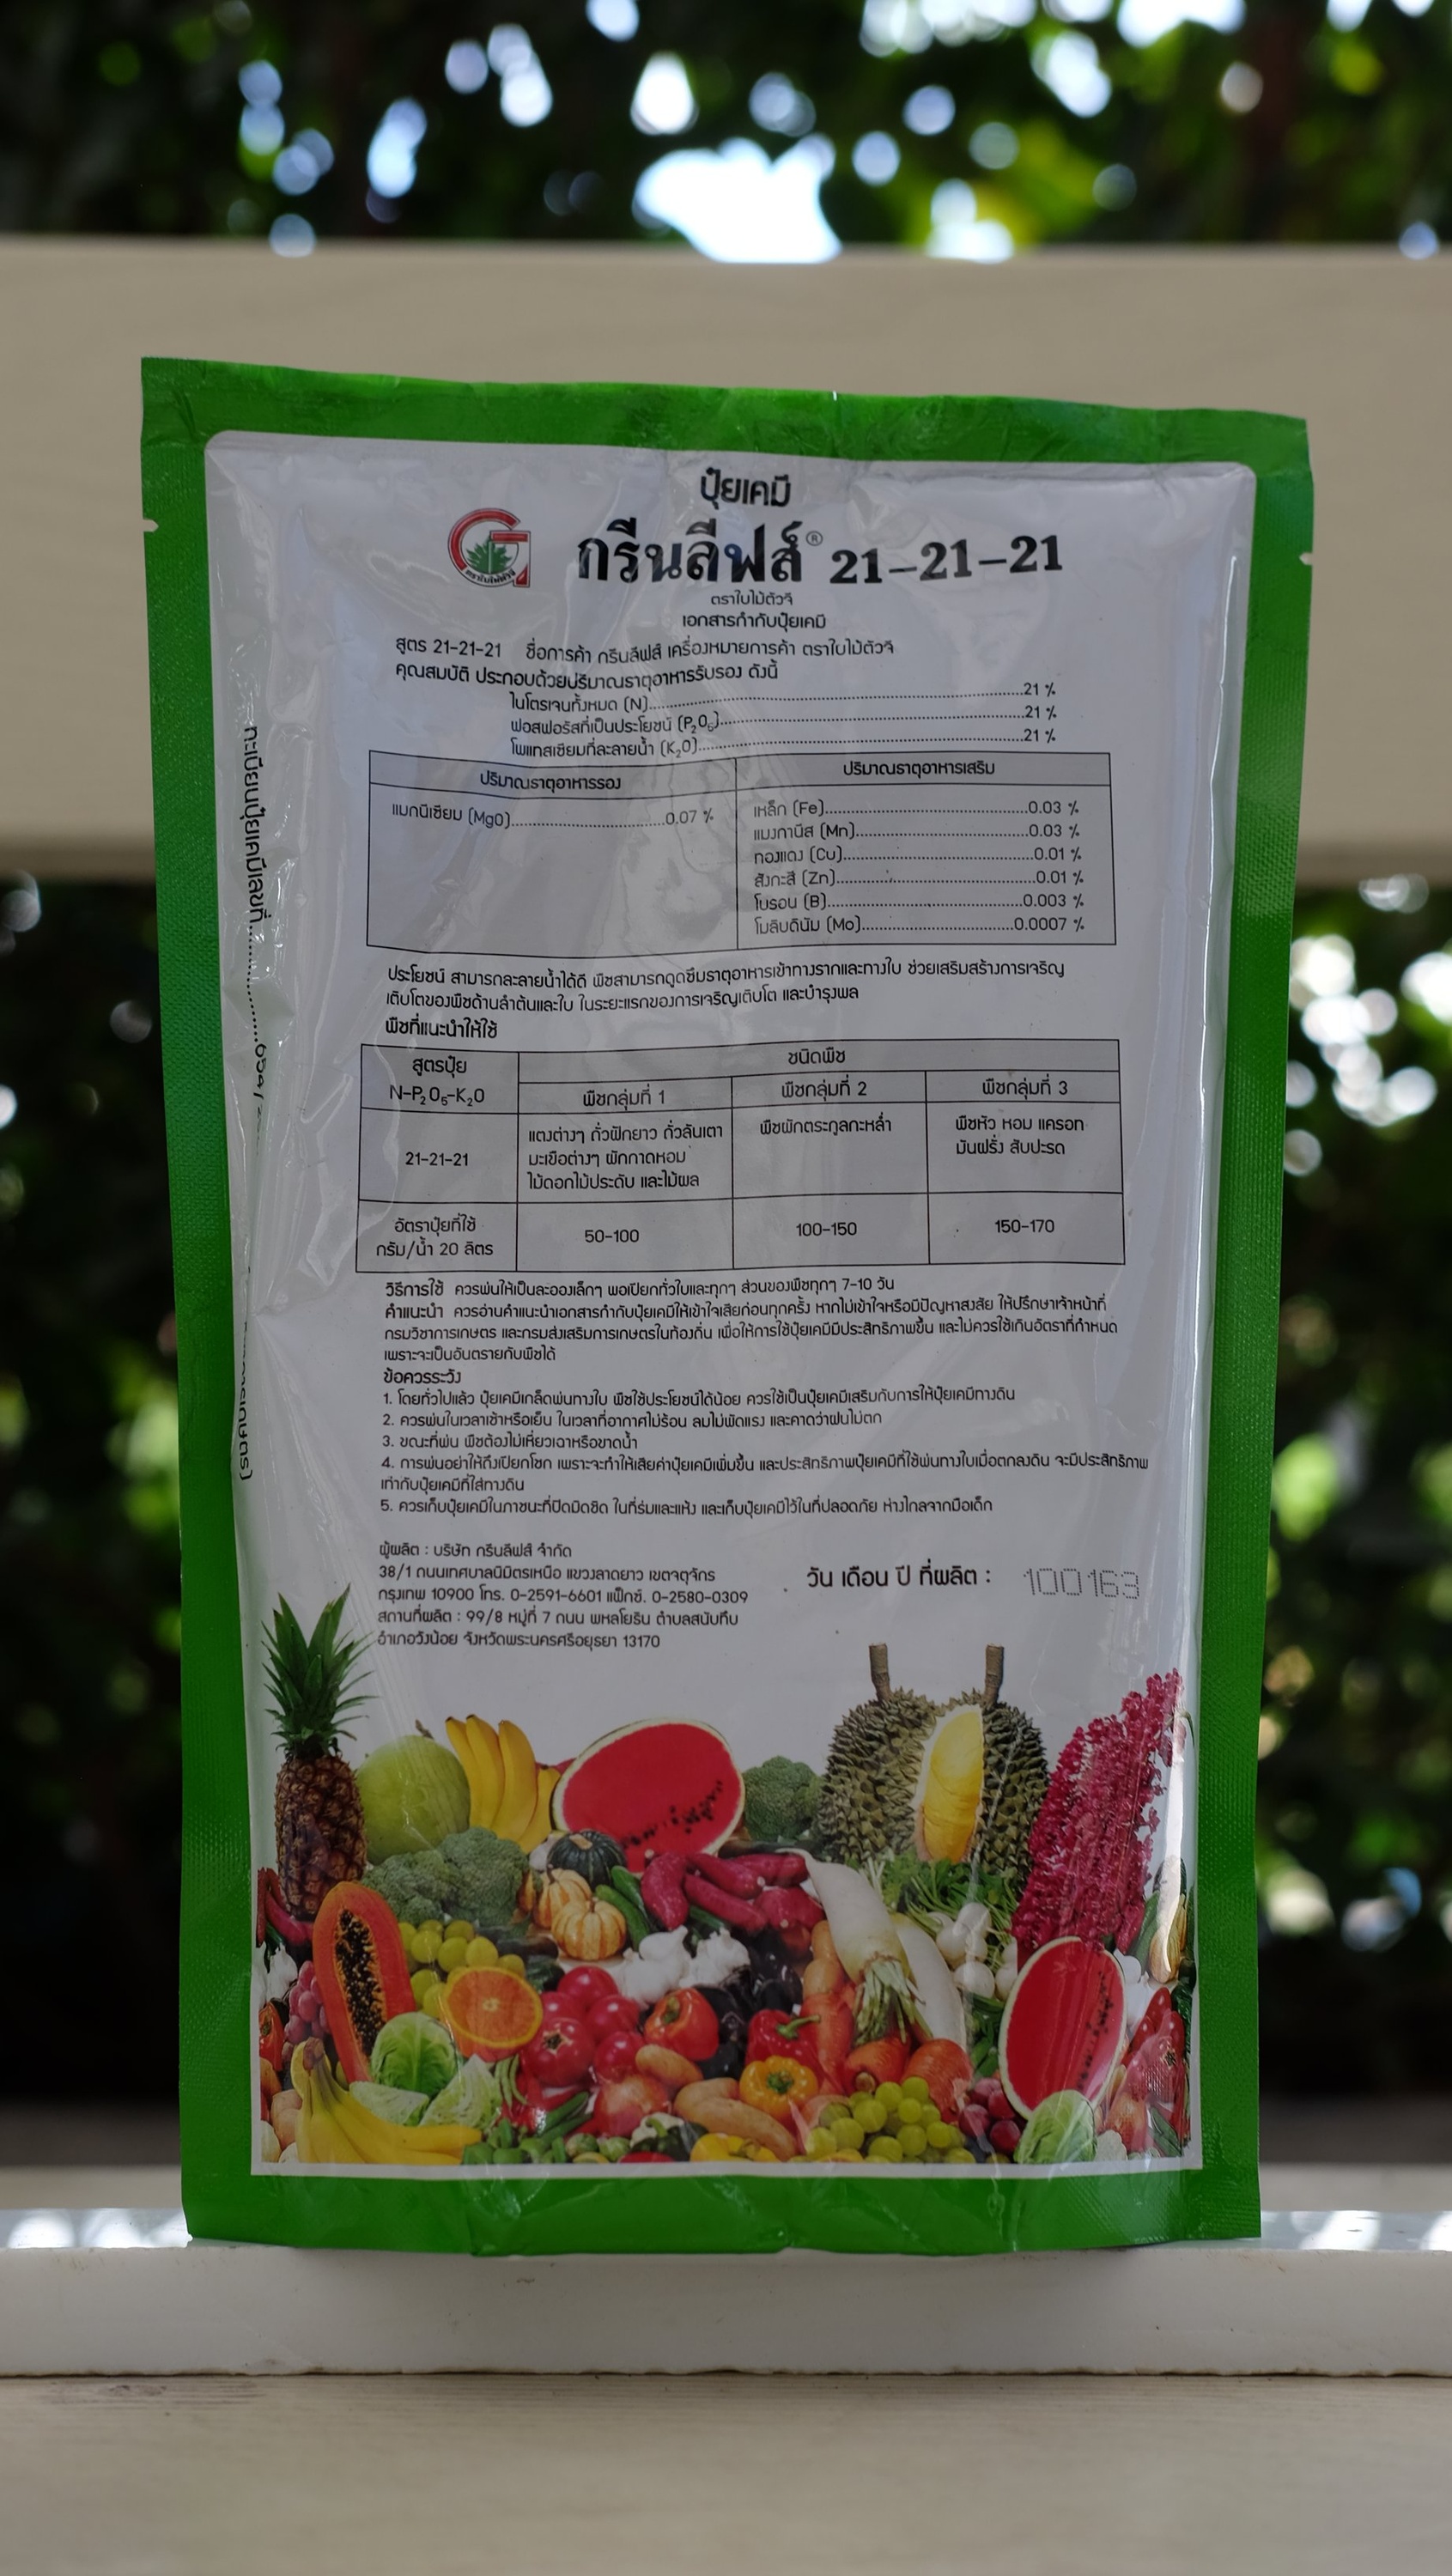 ปุ๋ยเคมี
กรีนลีฟส์® 21-21-21
ตราใบไม้ตัวจี
ตราใบไม้ตัวจี
เอกสารกำกับปุ๋ยเคมี
สูตร 21-21-21 ชื่อการค้า กรีนลีฟส์ เครื่องหมายการค้า ตราใบไม้ตัวจี
คุณสมบัติ ประกอบด้วยปริมาณธาตุอาหารรับรอง ดังนี้
ไนโตรเจนทั้งหมด (N)....................21 %
ฟอสฟอรัสที่เป็นประโยชน์ (P₂O₅)....................21 %
โพแทสเซียมที่ละลายน้ำ (K₂O)....................21 %
ปริมาณธาตุอาหารรอง ปริมาณธาตุอาหารเสริม
แมกนีเซียม (MgO)....................0.07 % เหล็ก (Fe)....................0.03 %
แมงกานีส (Mn)....................0.03 %
ทองแดง (Cu)....................0.01 %
สังกะสี (Zn)....................0.01 %
โบรอน (B)....................0.003 %
โมลิบดินัม (Mo)....................0.0007 %
ประโยชน์ สามารถละลายน้ำได้ดี พืชสามารถดูดซึมธาตุอาหารเข้าทางรากและทางใบ ช่วยเสริมสร้างการเจริญ
เติบโตของพืชด้านลำต้นและใบ ในระยะแรกของการเจริญเติบโต และบำรุงผล
พืชที่แนะนำให้ใช้
สูตรปุ๋ย ชนิดพืช
N-P₂O₅-K₂O พืชกลุ่มที่ 1 พืชกลุ่มที่ 2 พืชกลุ่มที่ 3
21-21-21 แตงต่างๆ ถั่วฝักยาว ถั่วลันเตา พืชผักตระกูลกะหล่ำ พืชหัว หอม แครอท
มะเขือต่างๆ ผักกาดหอม มันฝรั่ง สับปะรด
ไม้ดอกไม้ประดับ และไม้ผล
อัตราปุ๋ยที่ใช้ 50-100 100-150 150-170
กรัม/น้ำ 20 ลิตร
วิธีการใช้ ควรพ่นให้เป็นละอองเล็กๆ พอเปียกทั่วใบและทุกๆ ส่วนของพืชทุกๆ 7-10 วัน
คำแนะนำ ควรอ่านคำแนะนำเอกสารกำกับปุ๋ยเคมีให้เข้าใจเสียก่อนทุกครั้ง หากไม่เข้าใจหรือมีปัญหาสงสัย ให้ปรึกษาเจ้าหน้าที่
กรมวิชาการเกษตร และกรมส่งเสริมการเกษตรในท้องถิ่น เพื่อให้การใช้ปุ๋ยเคมีมีประสิทธิภาพขึ้น และไม่ควรใช้เกินอัตราที่กำหนด
เพราะจะเป็นอันตรายกับพืชได้
ข้อควรระวัง
1. โดยทั่วไปแล้ว ปุ๋ยเคมีเกล็ดพ่นทางใบ พืชใช้ประโยชน์ได้น้อย ควรใช้เป็นปุ๋ยเคมีเสริมกับการให้ปุ๋ยเคมีทางดิน
2. ควรพ่นในเวลาเช้าหรือเย็น ในเวลาที่อากาศไม่ร้อน ลมไม่พัดแรง และคาดว่าฝนไม่ตก
3. ขณะที่พ่น พืชต้องไม่เหี่ยวเฉาหรือขาดน้ำ
4. การพ่นอย่าให้ถึงเปียกโชก เพราะจะทำให้เสียค่าปุ๋ยเคมีเพิ่มขึ้น และประสิทธิภาพปุ๋ยเคมีที่ใช้พ่นทางใบเมื่อตกลงดิน จะมีประสิทธิภาพ
เท่ากับปุ๋ยเคมีที่ใส่ทางดิน
5. ควรเก็บปุ๋ยเคมีในภาชนะที่ปิดมิดชิด ในที่ร่มและแห้ง และเก็บปุ๋ยเคมีไว้ในที่ปลอดภัย ห่างไกลจากมือเด็ก
ผู้ผลิต : บริษัท กรีนลีฟส์ จำกัด
38/1 ถนนเทศบาลนิมิตรเหนือ แขวงลาดยาว เขตจตุจักร
กรุงเทพ 10900 โทร. 0-2591-6601 แฟ็กซ์. 0-2580-0309
สถานที่ผลิต : 99/8 หมู่ที่ 7 ถนน พหลโยธิน ตำบลสนับทึบ
อำเภอวังน้อย จังหวัดพระนครศรีอยุธยา 13170
วัน เดือน ปี ที่ผลิต : 100163
ทะเบียนปุ๋ยเคมีเลขที่